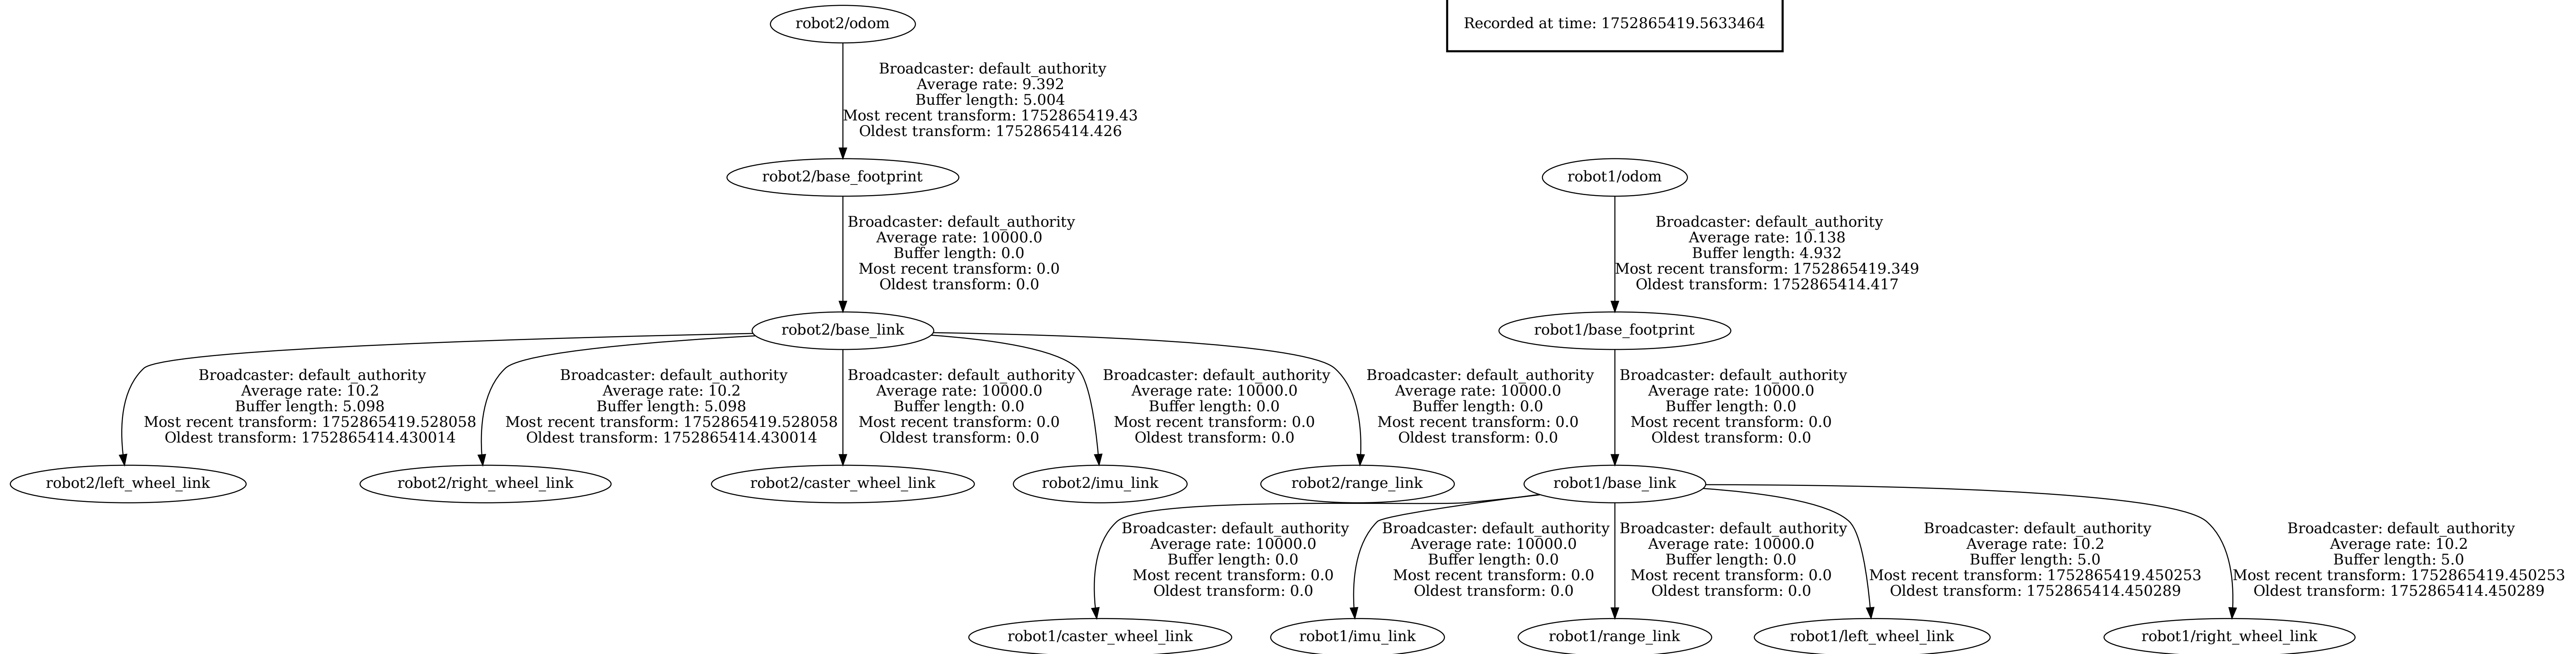 robot2/odom
Recorded at time: 1752865419.5633464
Broadcaster: default_authority
Average rate: 9.392
Buffer length: 5.004
Most recent transform: 1752865419.43
Oldest transform: 1752865414.426
robot2/base_footprint
robot1/odom
Broadcaster: default_authority
Average rate: 10000.0
Buffer length: 0.0
Most recent transform: 0.0
Oldest transform: 0.0
Broadcaster: default_authority
Average rate: 10.138
Buffer length: 4.932
Most recent transform: 1752865419.349
Oldest transform: 1752865414.417
robot2/base_link
robot1/base_footprint
Broadcaster: default_authority
Average rate: 10.2
Buffer length: 5.098
Most recent transform: 1752865419.528058
Oldest transform: 1752865414.430014
Broadcaster: default_authority
Average rate: 10.2
Buffer length: 5.098
Most recent transform: 1752865419.528058
Oldest transform: 1752865414.430014
Broadcaster: default_authority
Average rate: 10000.0
Buffer length: 0.0
Most recent transform: 0.0
Oldest transform: 0.0
Broadcaster: default_authority
Average rate: 10000.0
Buffer length: 0.0
Most recent transform: 0.0
Oldest transform: 0.0
Broadcaster: default_authority
Average rate: 10000.0
Buffer length: 0.0
Most recent transform: 0.0
Oldest transform: 0.0
Broadcaster: default_authority
Average rate: 10000.0
Buffer length: 0.0
Most recent transform: 0.0
Oldest transform: 0.0
robot2/left_wheel_link
robot2/right_wheel_link
robot2/caster_wheel_link
robot2/imu_link
robot2/range_link
robot1/base_link
Broadcaster: default_authority
Average rate: 10000.0
Buffer length: 0.0
Most recent transform: 0.0
Oldest transform: 0.0
Broadcaster: default_authority
Average rate: 10000.0
Buffer length: 0.0
Most recent transform: 0.0
Oldest transform: 0.0
Broadcaster: default_authority
Average rate: 10000.0
Buffer length: 0.0
Most recent transform: 0.0
Oldest transform: 0.0
Broadcaster: default_authority
Average rate: 10.2
Buffer length: 5.0
Most recent transform: 1752865419.450253
Oldest transform: 1752865414.450289
Broadcaster: default_authority
Average rate: 10.2
Buffer length: 5.0
Most recent transform: 1752865419.450253
Oldest transform: 1752865414.450289
robot1/caster_wheel_link
robot1/imu_link
robot1/range_link
robot1/left_wheel_link
robot1/right_wheel_link